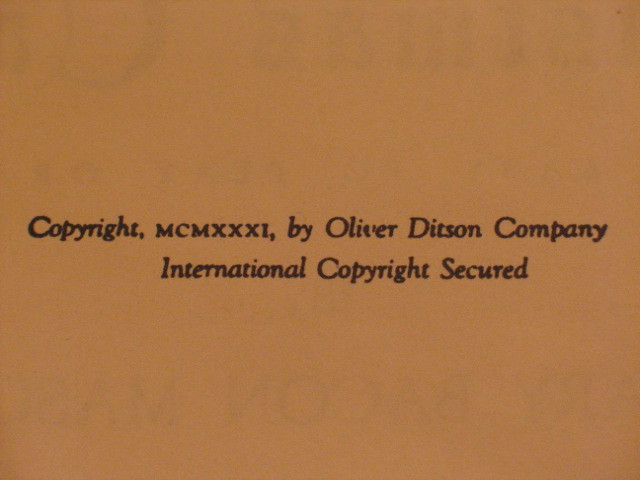 Copyright, MCMXXXI, by Oliver Ditson Company
International Copyright Secured